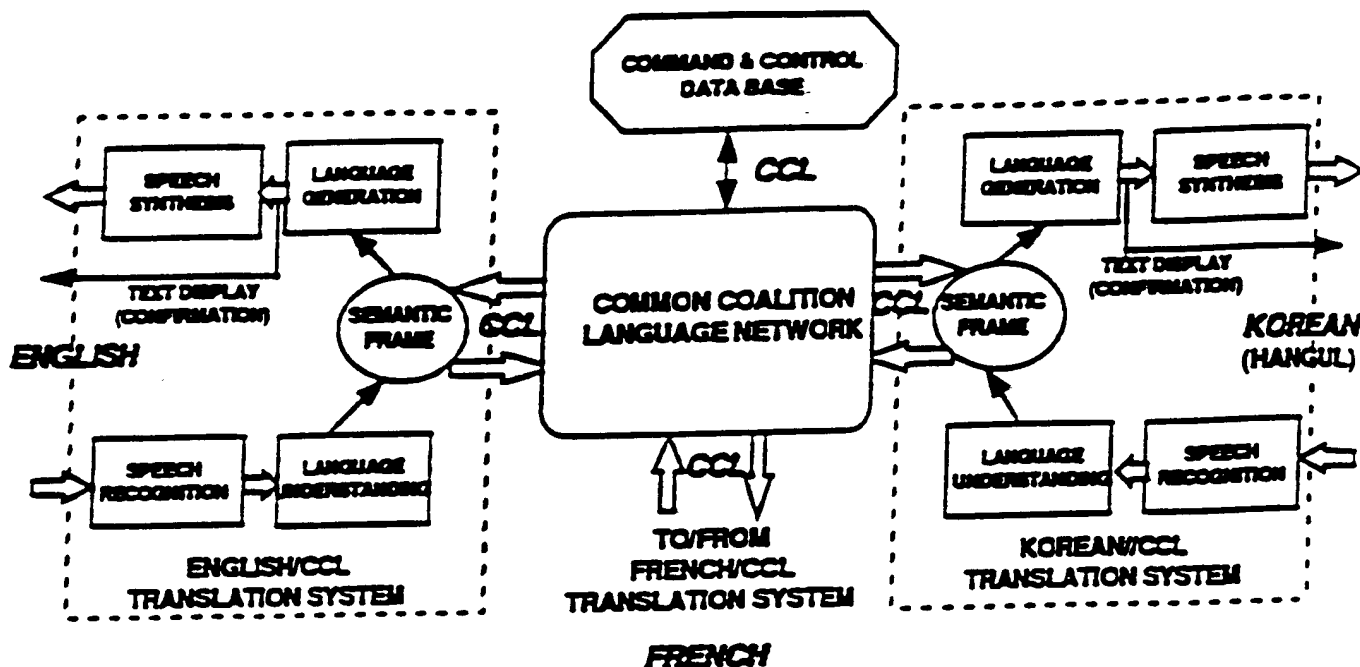 COMMAND & CONTROL
DATA BASE
CCL
SPEECH
SYNTHESIS
LANGUAGE
GENERATION
LANGUAGE
GENERATION
SPEECH
SYNTHESIS
TEXT DISPLAY
(CONFIRMATION)
SEMANTIC
FRAME
CCL
COMMON COALITION
LANGUAGE NETWORK
CCL
SEMANTIC
FRAME
TEXT DISPLAY
(CONFIRMATION)
ENGLISH
KOREAN
(HANGUL)
SPEECH
RECOGNITION
LANGUAGE
UNDERSTANDING
CCL
LANGUAGE
UNDERSTANDING
SPEECH
RECOGNITION
ENGLISH/CCL
TRANSLATION SYSTEM
TO/FROM
FRENCH/CCL
TRANSLATION SYSTEM
KOREAN//CCL
TRANSLATION SYSTEM
FRENCH